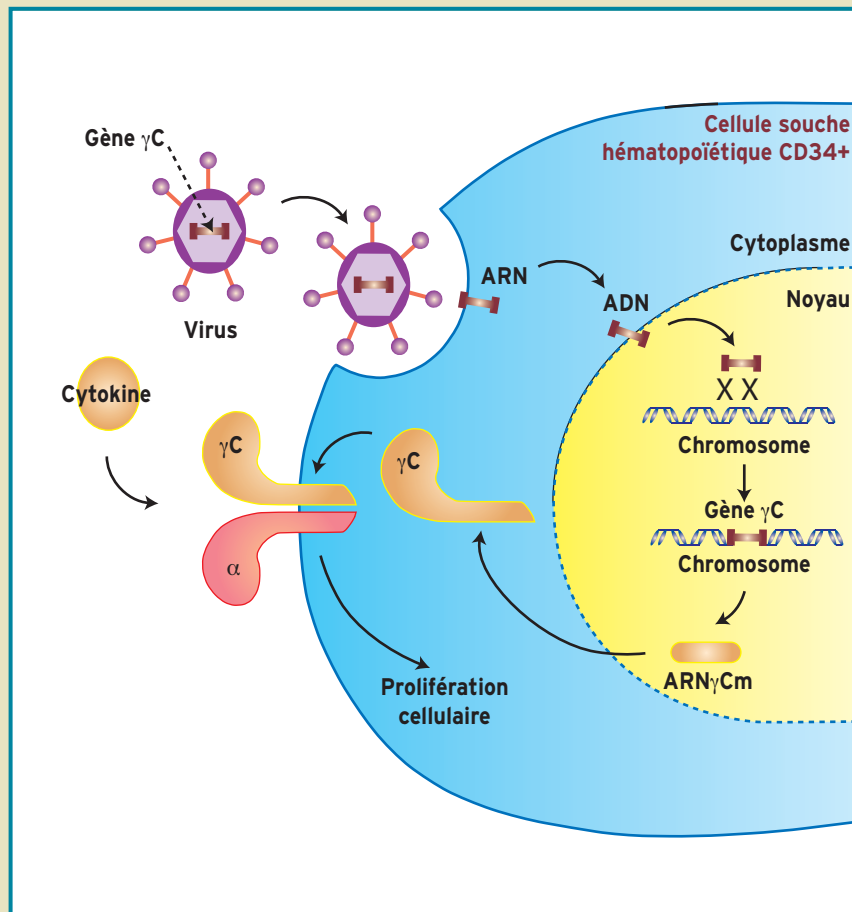 Gène γC
Virus
Cellule souche
hématopoïétique CD34+
Cytoplasme
Noyau
ARN
ADN
X X
Chromosome
Gène γC
Chromosome
ARNγCm
Cytokine
γC
γC
α
Prolifération
cellulaire